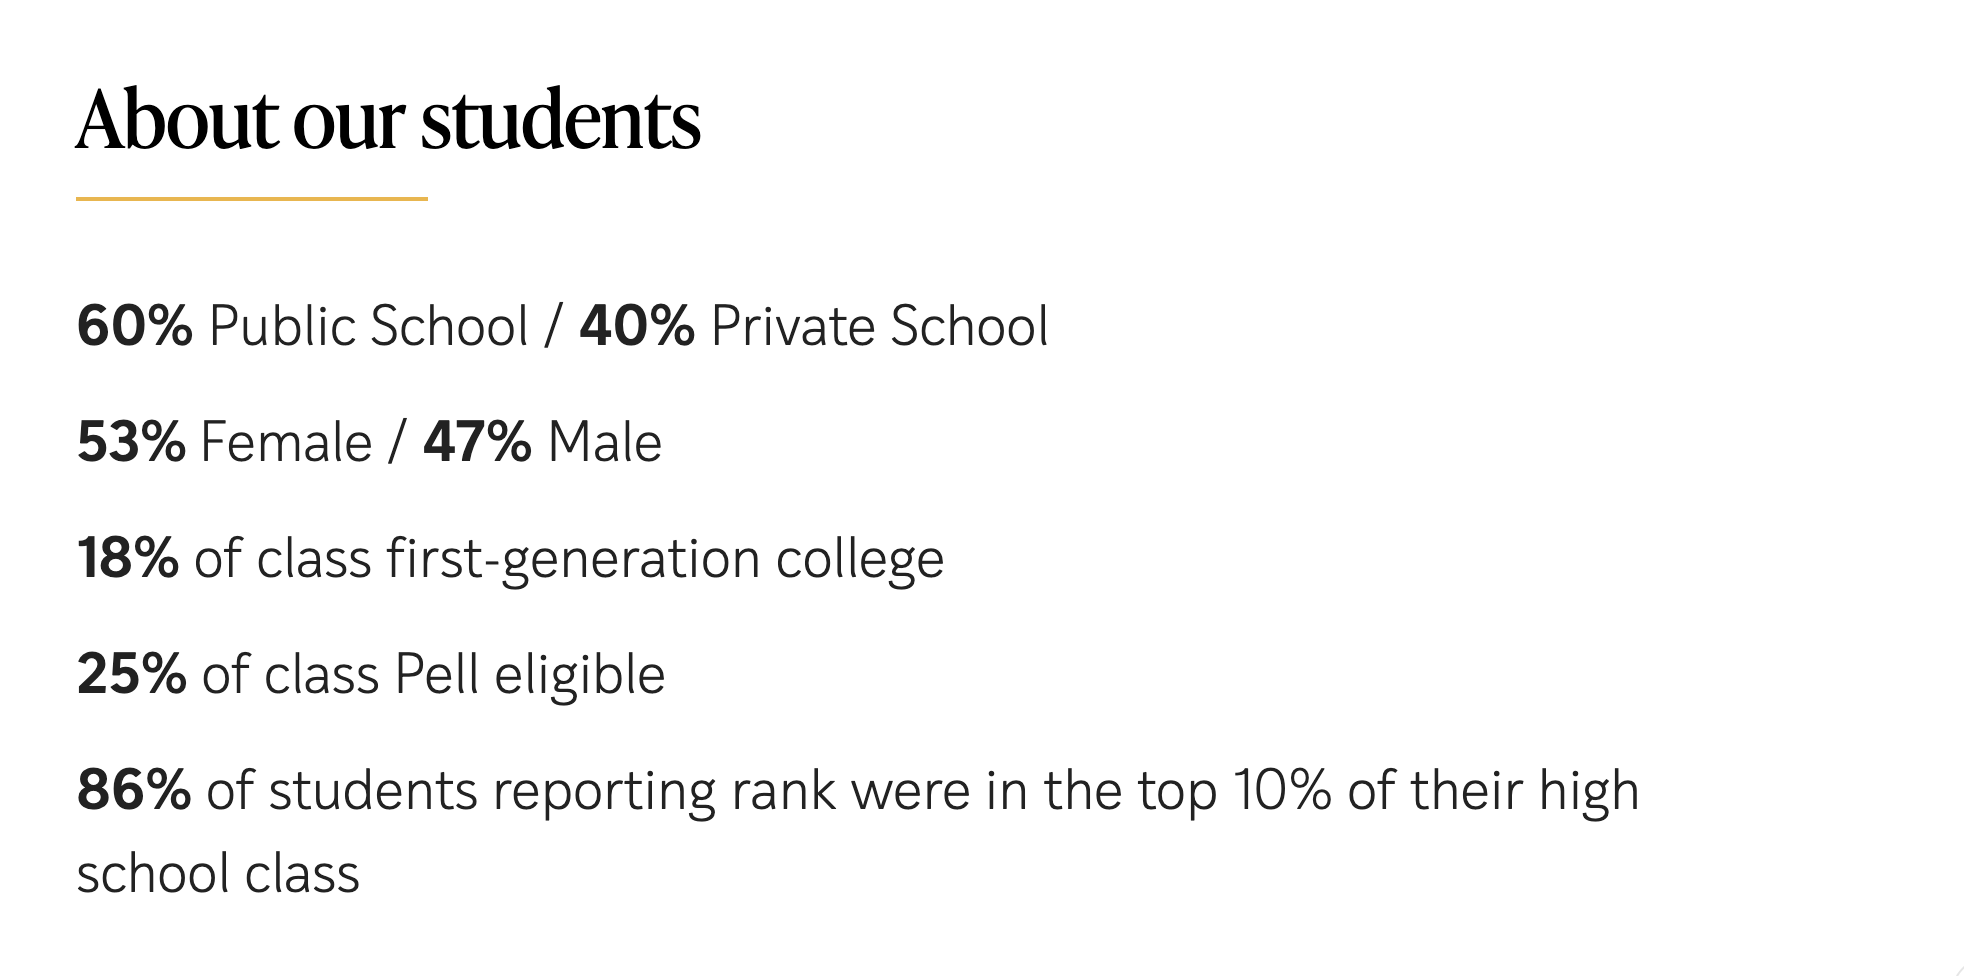 About our students
60% Public School / 40% Private School
53% Female / 47% Male
18% of class first-generation college
25% of class Pell eligible
86% of students reporting rank were in the top 10% of their high
school class